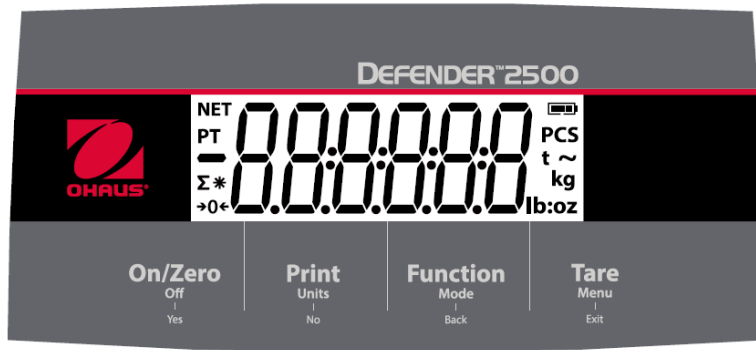 DEFENDER™2500
NET
PT
PCS
t ~
Σ*
kg
→0←
lb:oz
OHAUS®
On/Zero
Off
Yes
Print
Units
No
Function
Mode
Back
Tare
Menu
Exit